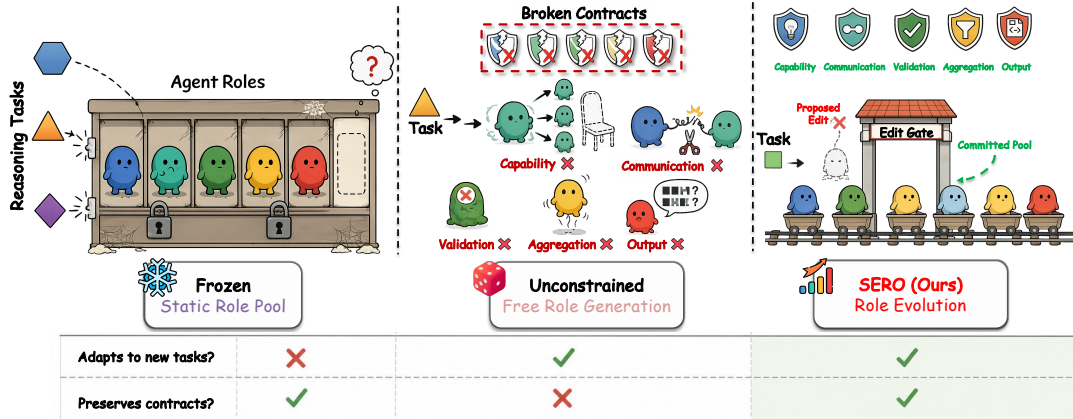 Reasoning Tasks
Agent Roles
?
Frozen
Static Role Pool
Broken Contracts
Task
Capability
Communication
Validation
Aggregation
Output
?
?
Unconstrained
Free Role Generation
Capability
Communication
Validation
Aggregation
Output
Proposed
Edit
Task
Edit Gate
Committed Pool
SERO (Ours)
Role Evolution
Adapts to new tasks?
Preserves contracts?